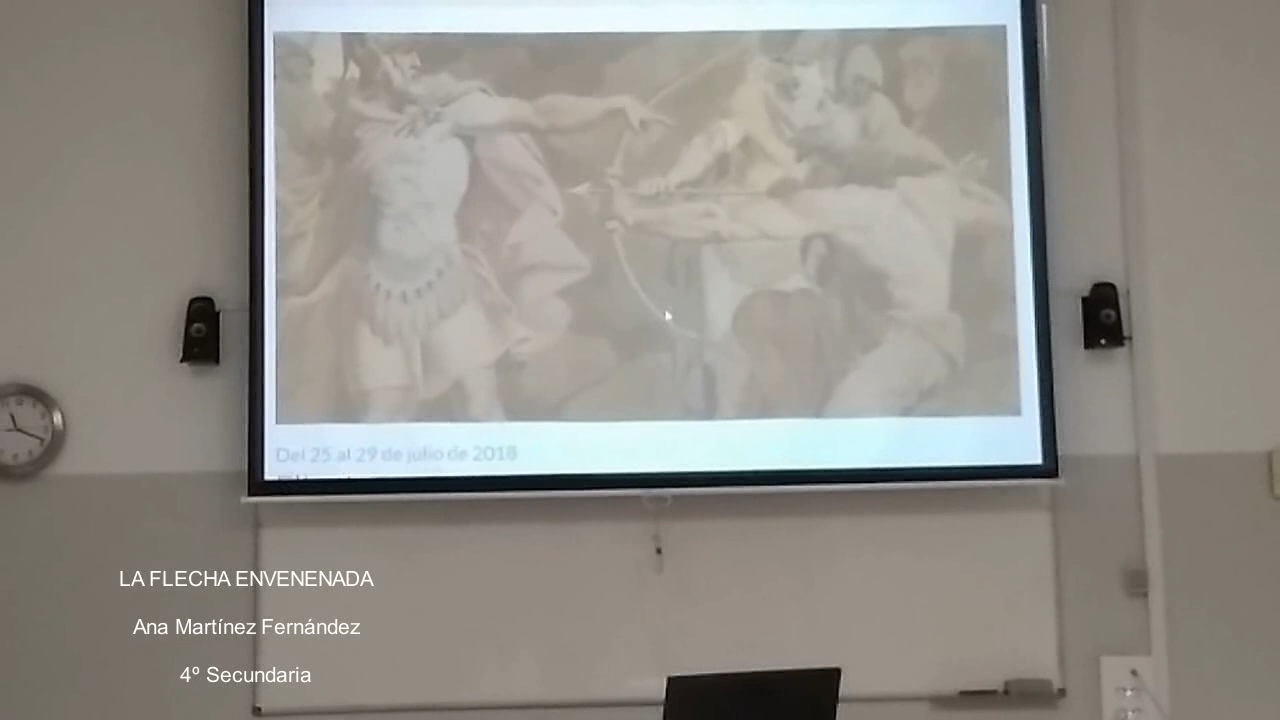 Del 25 al 29 de julio de 2018
LA FLECHA ENVENENADA
Ana Martínez Fernández
4º Secundaria